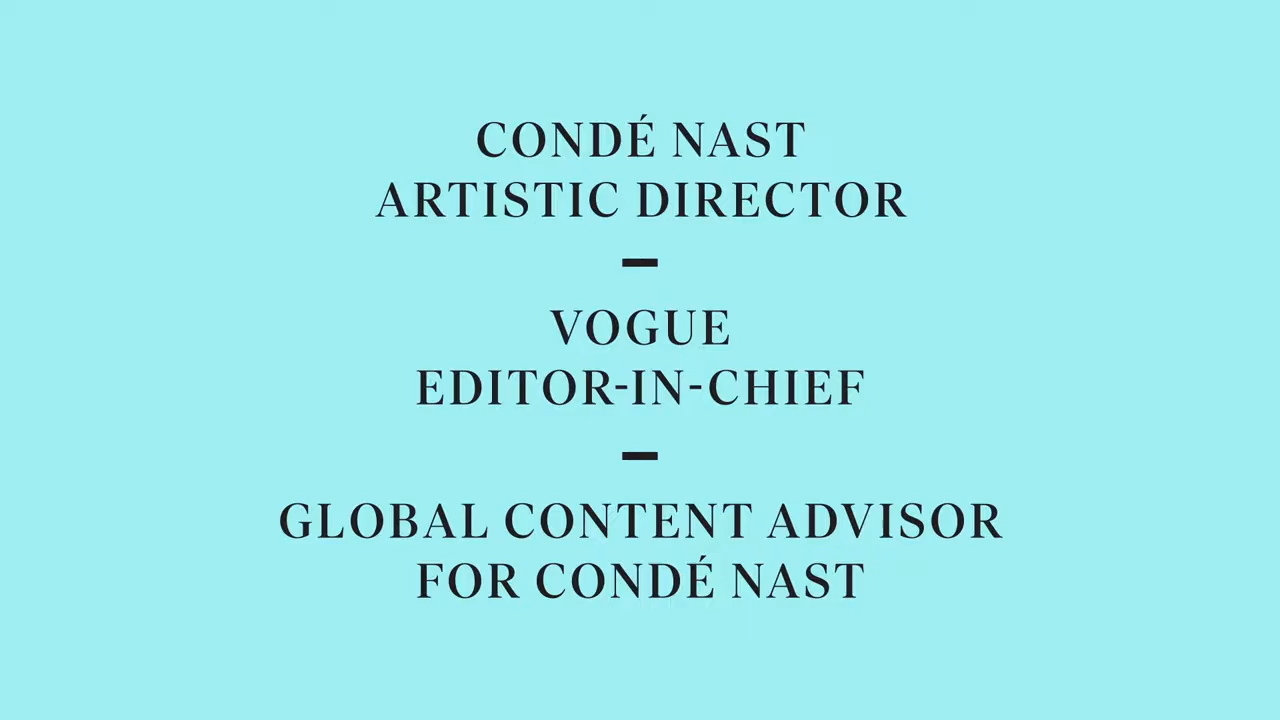 CONDÉ NAST
ARTISTIC DIRECTOR
–
VOGUE
EDITOR-IN-CHIEF
–
GLOBAL CONTENT ADVISOR
FOR CONDÉ NAST